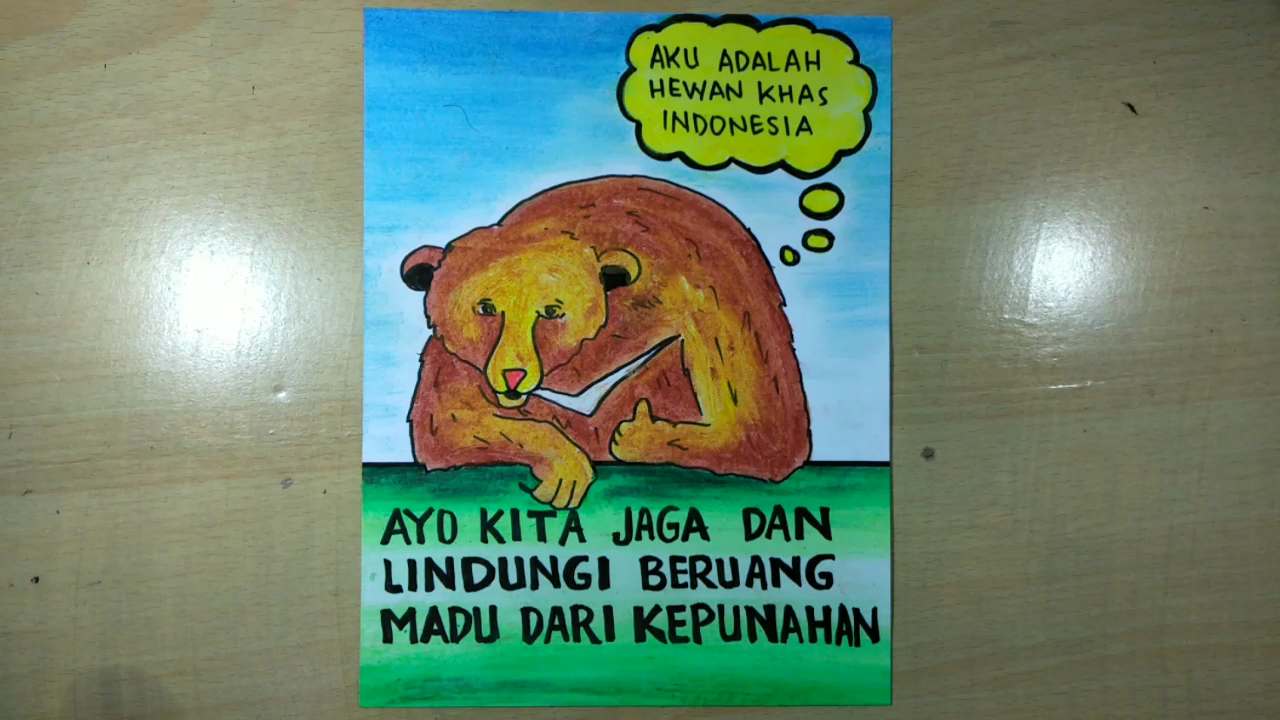 AKU ADALAH
HEWAN KHAS
INDONESIA
AYO KITA JAGA DAN
LINDUNGI BERUANG
MADU DARI KEPUNAHAN